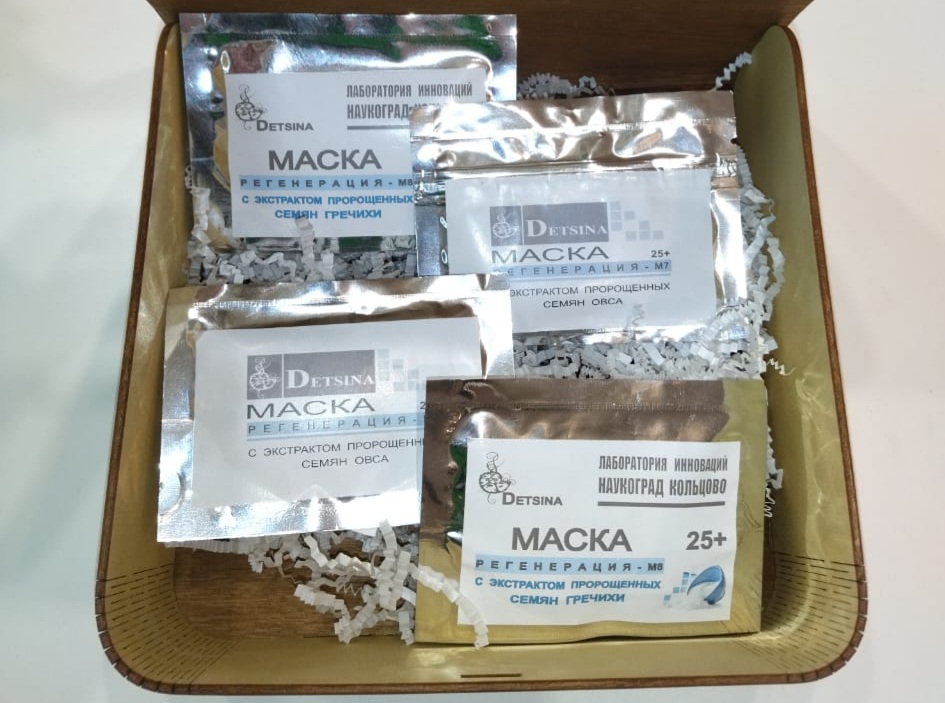 ЛАБОРАТОРИЯ ИННОВАЦИЙ
НАУКОГРАД
DETSINA
МАСКА
РЕГЕНЕРАЦИЯ - М8
С ЭКСТРАКТОМ ПРОРОЩЕННЫХ
СЕМЯН ГРЕЧИХИ
DETSINA
МАСКА 25+
РЕГЕНЕРАЦИЯ - М7
ЭКСТРАКТОМ ПРОРОЩЕННЫХ
СЕМЯН ОВСА
DETSINA
МАСКА
РЕГЕНЕРАЦИЯ -
С ЭКСТРАКТОМ
СЕМЯН ОВСА
ЛАБОРАТОРИЯ ИННОВАЦИЙ
НАУКОГРАД КОЛЬЦОВО
DETSINA
МАСКА 25+
РЕГЕНЕРАЦИЯ - М8
С ЭКСТРАКТОМ ПРОРОЩЕННЫХ
СЕМЯН ГРЕЧИХИ